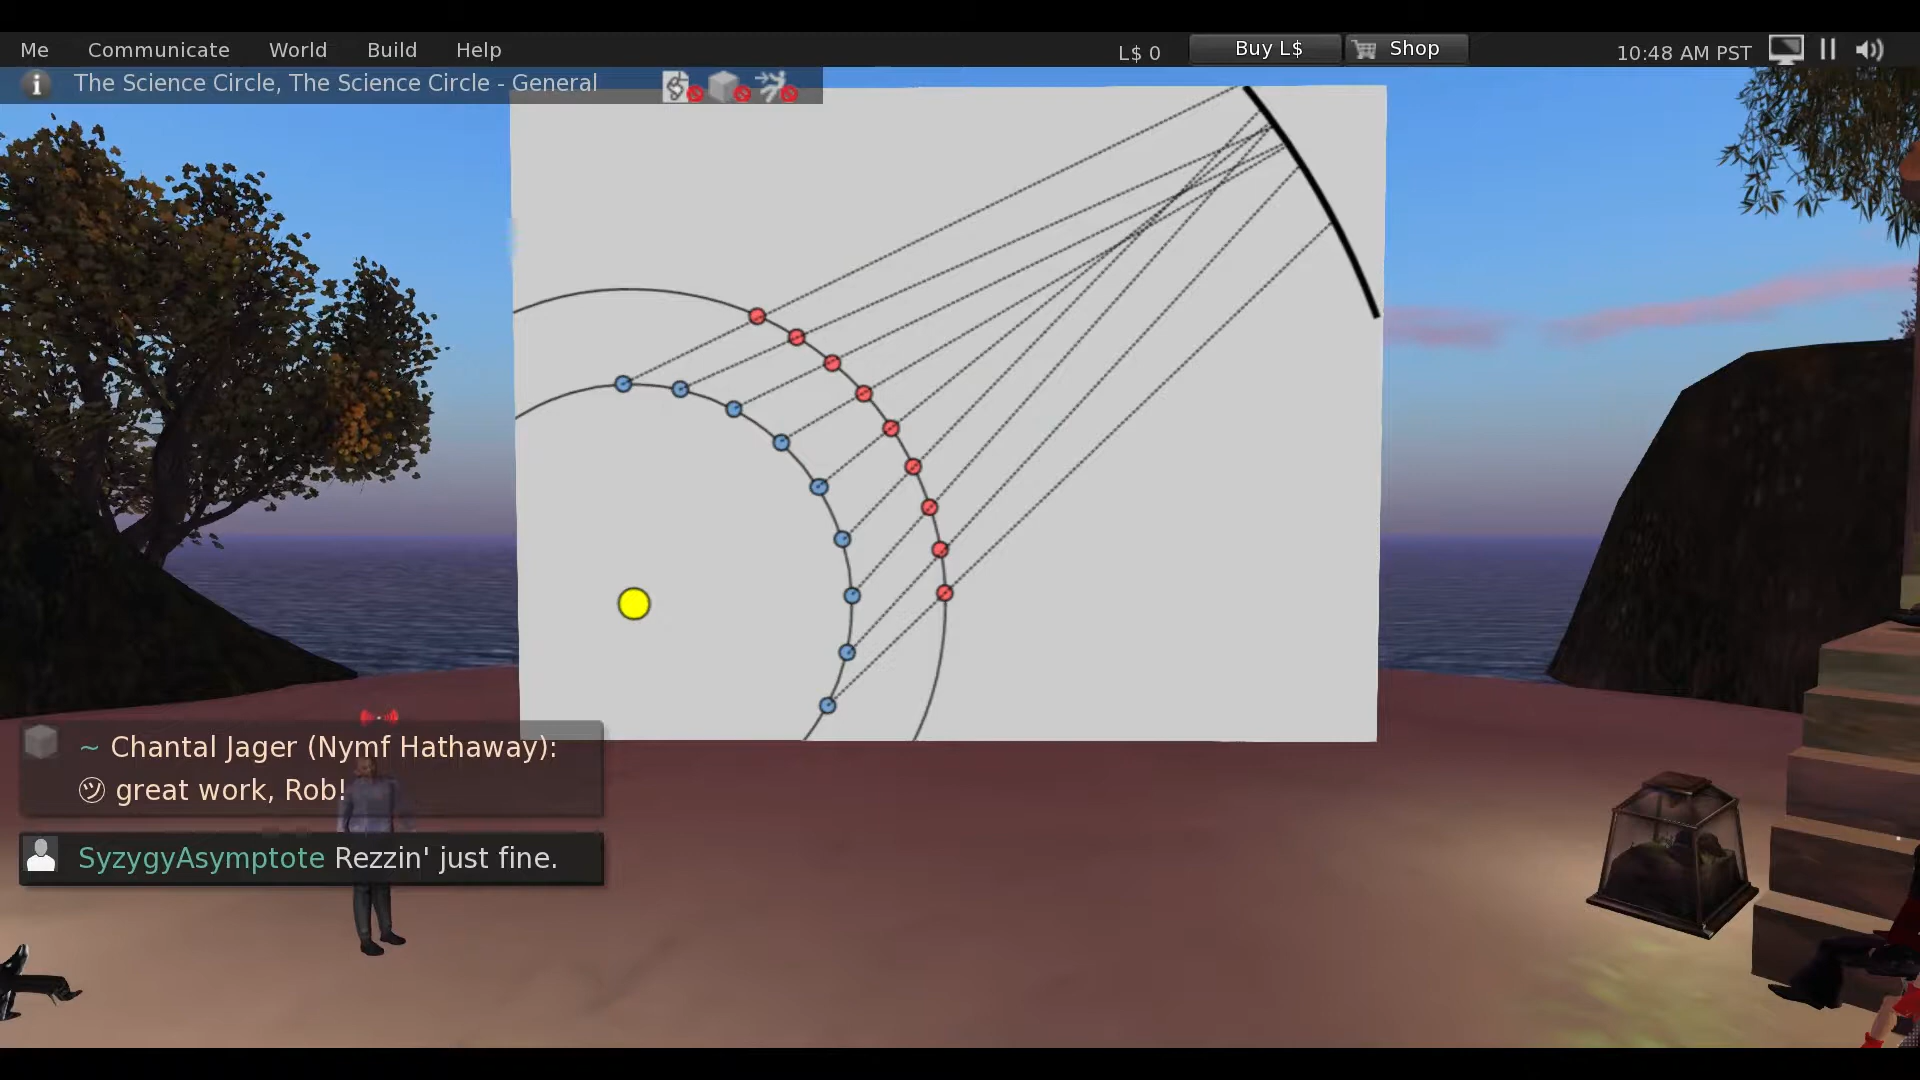 Me Communicate World Build Help L$ 0 Buy L$ Shop 10:48 AM PST
The Science Circle, The Science Circle - General
~ Chantal Jager (Nymf Hathaway):
ツ great work, Rob!
SyzygyAsymptote Rezzin' just fine.